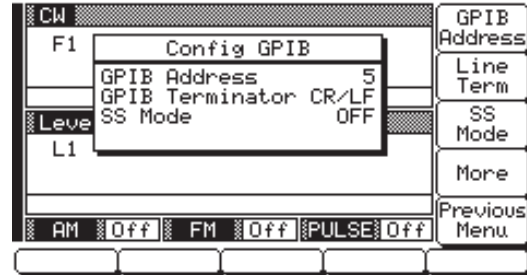 CW
F1
Config GPIB
GPIB Address 5
GPIB Terminator CR/LF
SS Mode OFF
Leve
L1
AM Off FM Off PULSE Off
GPIB
Address
Line
Term
SS
Mode
More
Previous
Menu